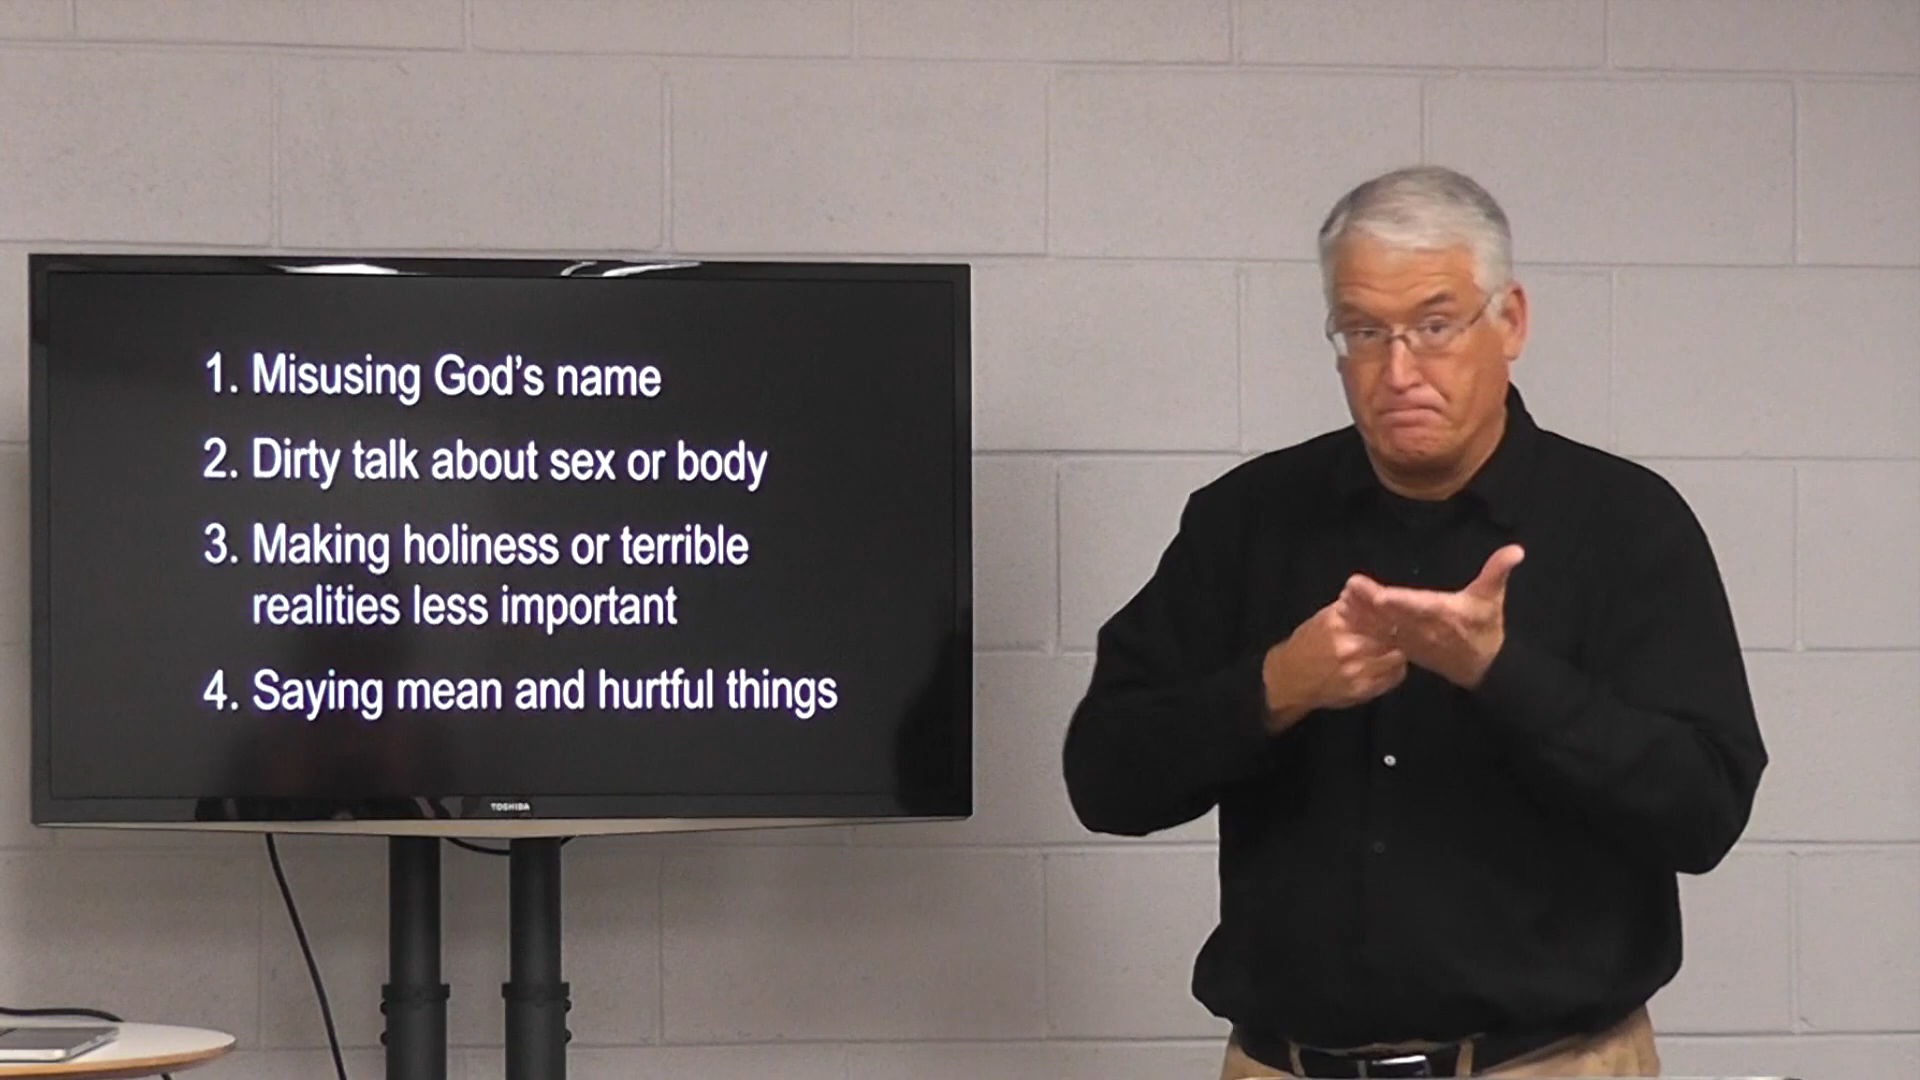 1. Misusing God's name
2. Dirty talk about sex or body
3. Making holiness or terrible
realities less important
4. Saying mean and hurtful things
TOSHIBA